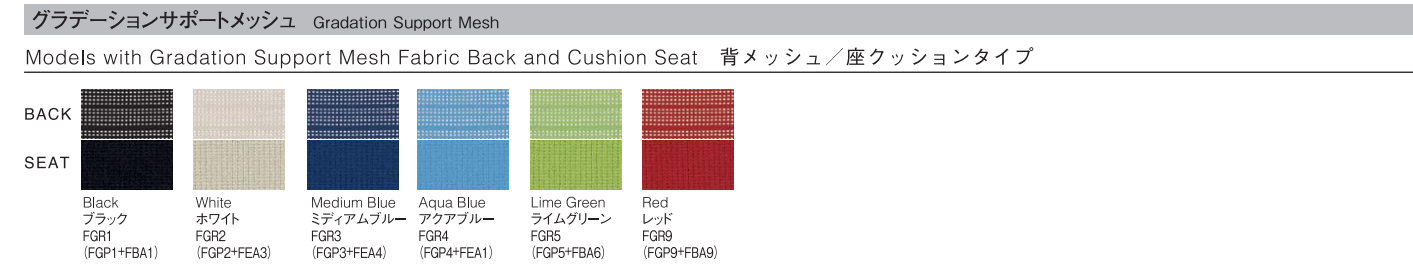 グラデーションサポートメッシュ Gradation Support Mesh
Models with Gradation Support Mesh Fabric Back and Cushion Seat 背メッシュ／座クッションタイプ
BACK
SEAT
Black White Medium Blue Aqua Blue Lime Green Red
ブラック ホワイト ミディアムブルー アクアブルー ライムグリーン レッド
FGR1 FGR2 FGR3 FGR4 FGR5 FGR9
(FGP1+FBA1) (FGP2+FEA3) (FGP3+FEA4) (FGP4+FEA1) (FGP5+FBA6) (FGP9+FBA9)